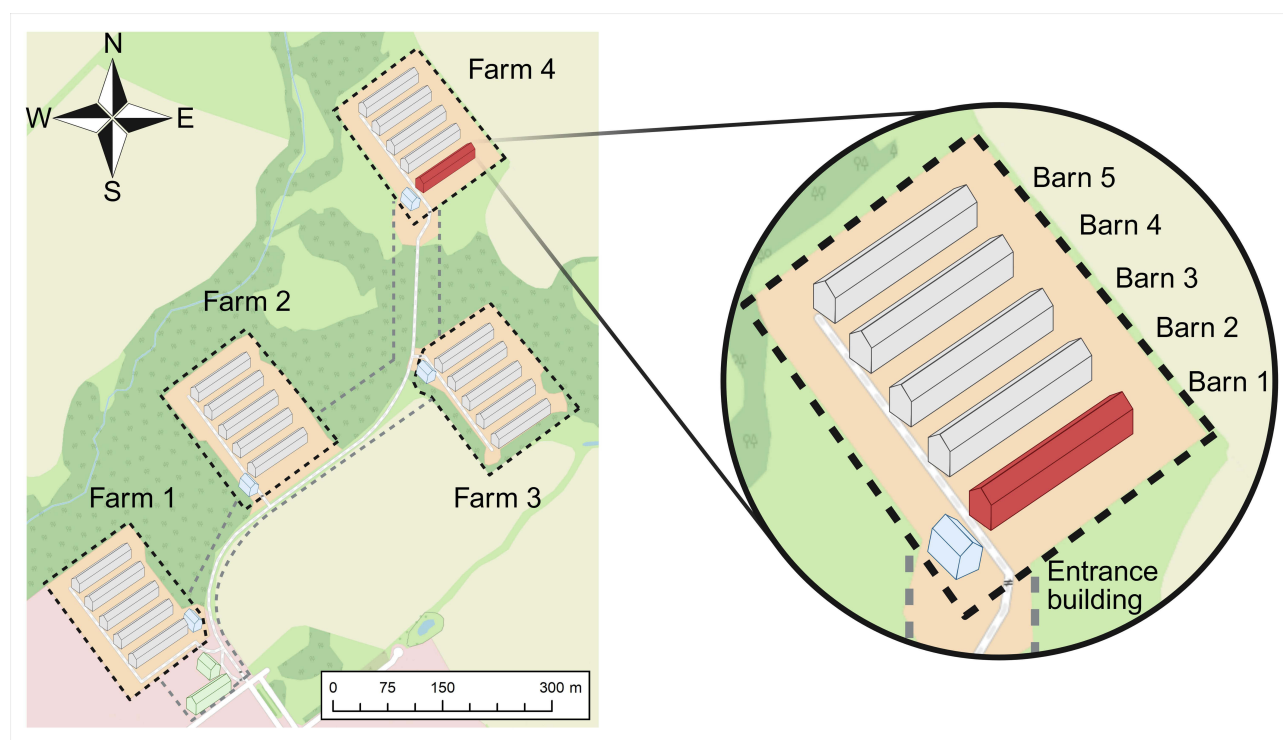 N
W
E
S
Farm 4
Farm 2
Farm 1
Farm 3
0 75 150 300 m
Barn 5
Barn 4
Barn 3
Barn 2
Barn 1
Entrance
building